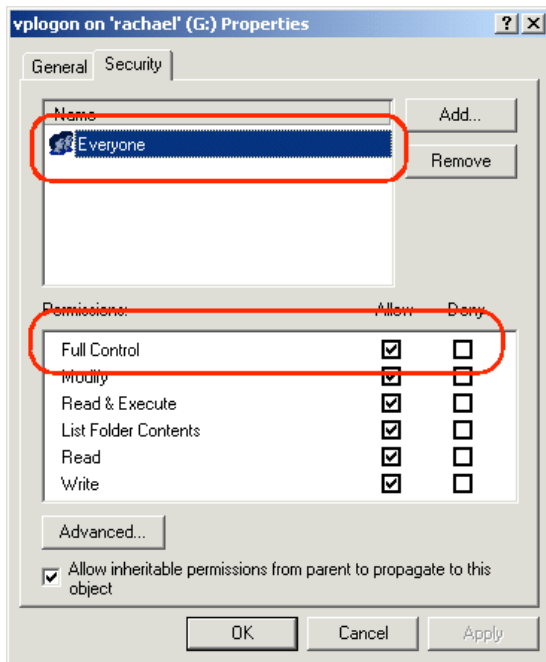 vplogon on 'rachael' (G:) Properties
General Security
Name
Add...
Everyone
Remove
Permissions: Allow Deny
Full Control
Modify
Read & Execute
List Folder Contents
Read
Write
Advanced...
Allow inheritable permissions from parent to propagate to this
object
OK Cancel Apply